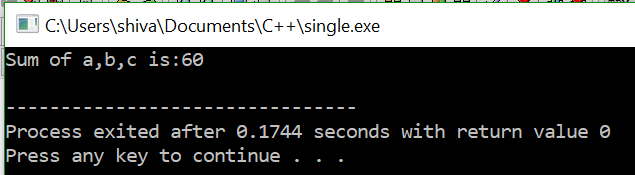 C:\Users\shiva\Documents\C++\single.exe
Sum of a,b,c is:60
--------------------------------
Process exited after 0.1744 seconds with return value 0
Press any key to continue . . .